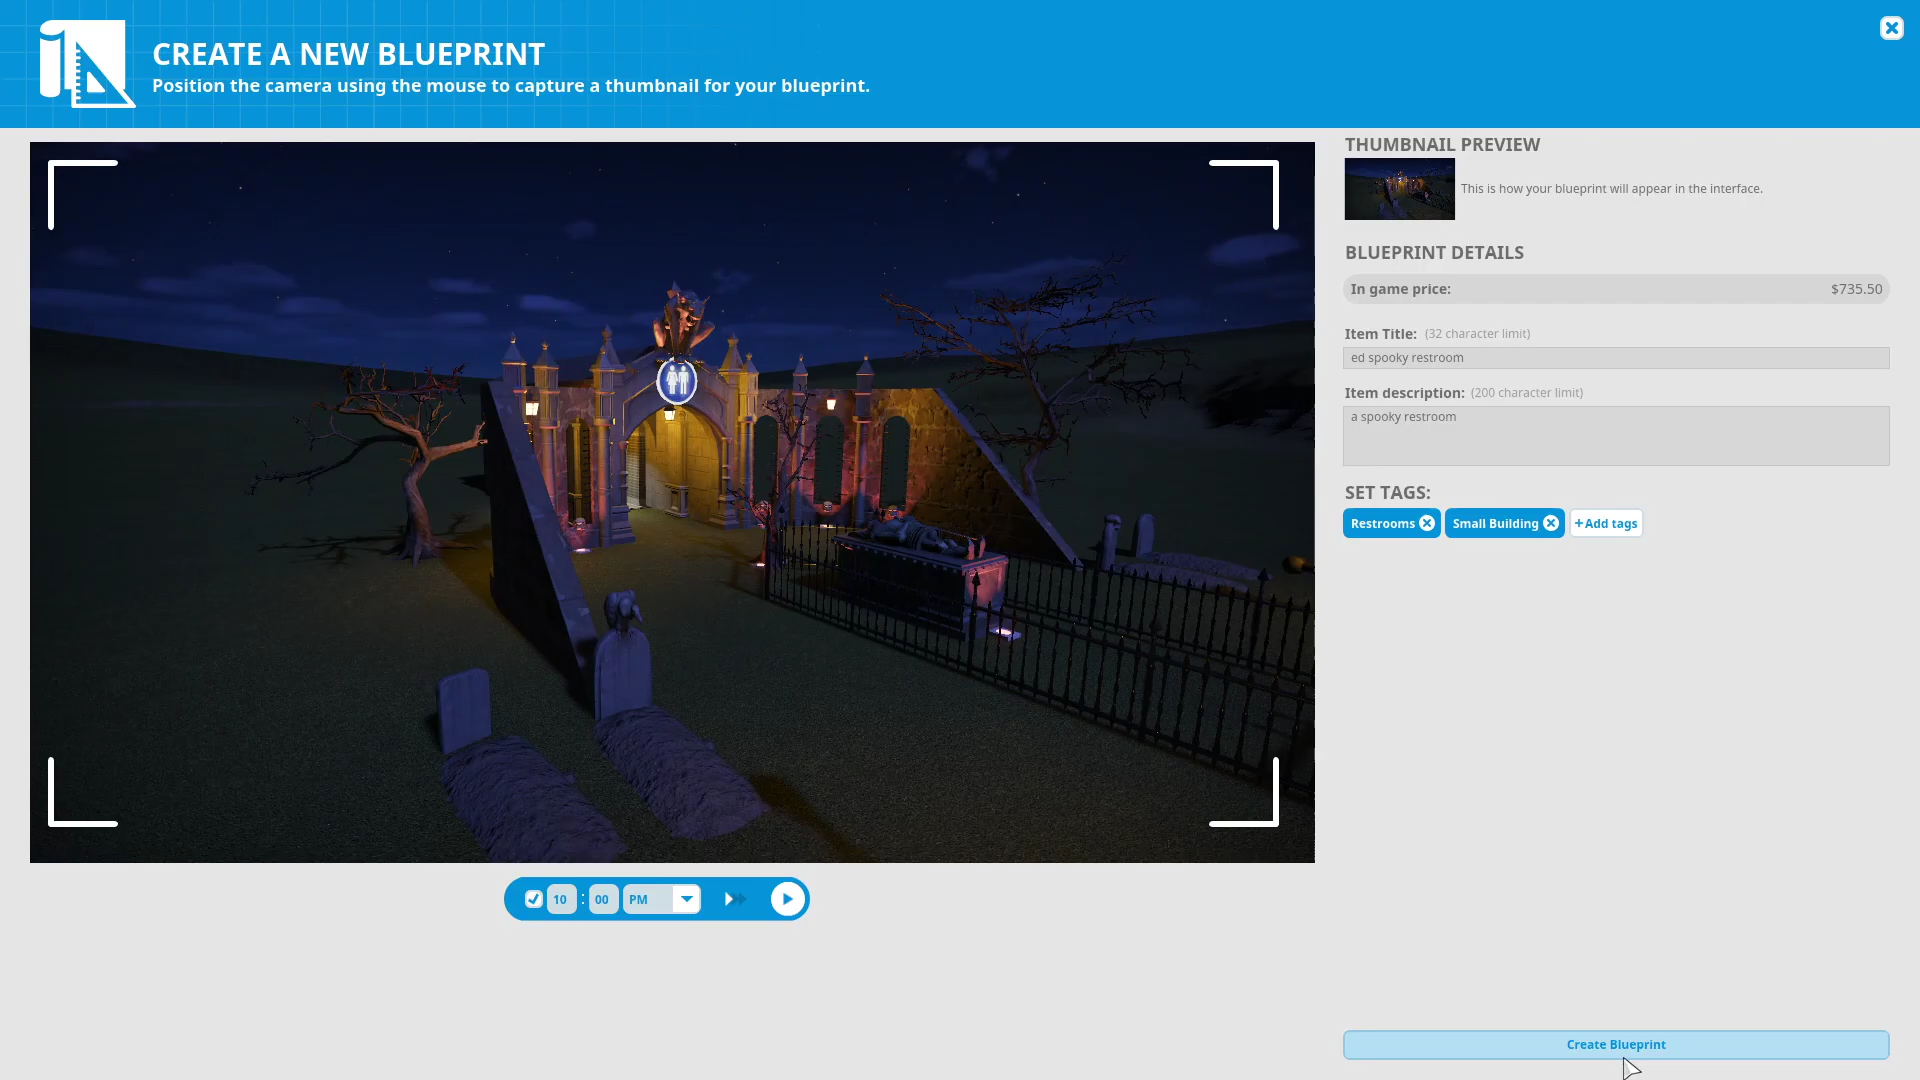 CREATE A NEW BLUEPRINT
Position the camera using the mouse to capture a thumbnail for your blueprint.
THUMBNAIL PREVIEW
This is how your blueprint will appear in the interface.
BLUEPRINT DETAILS
In game price: $735.50
Item Title: (32 character limit)
ed spooky restroom
Item description: (200 character limit)
a spooky restroom
SET TAGS:
Restrooms Small Building +Add tags
10 : 00 PM
Create Blueprint